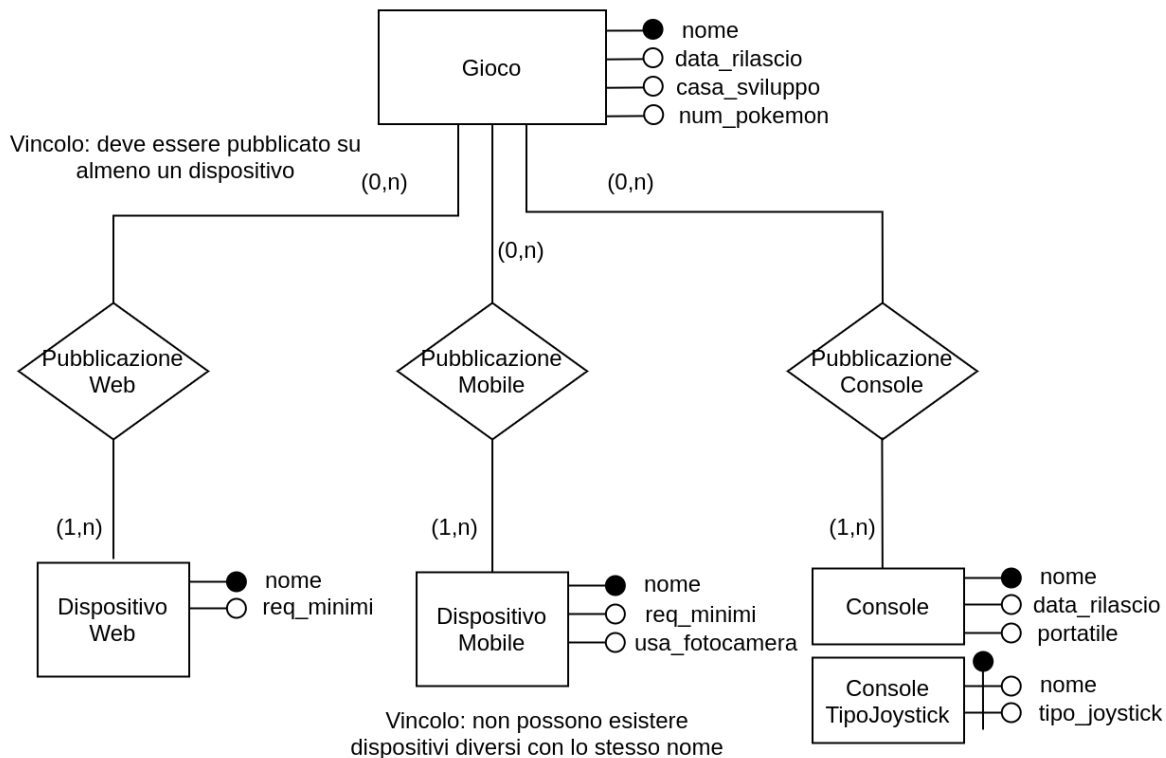 Gioco
nome
data_rilascio
casa_sviluppo
num_pokemon
Vincolo: deve essere pubblicato su
almeno un dispositivo
(0,n)
(0,n)
(0,n)
Pubblicazione
Web
Pubblicazione
Mobile
Pubblicazione
Console
(1,n)
(1,n)
(1,n)
Dispositivo
Web
nome
req_minimi
Dispositivo
Mobile
nome
req_minimi
usa_fotocamera
Console
nome
data_rilascio
portatile
Console
TipoJoystick
nome
tipo_joystick
Vincolo: non possono esistere
dispositivi diversi con lo stesso nome